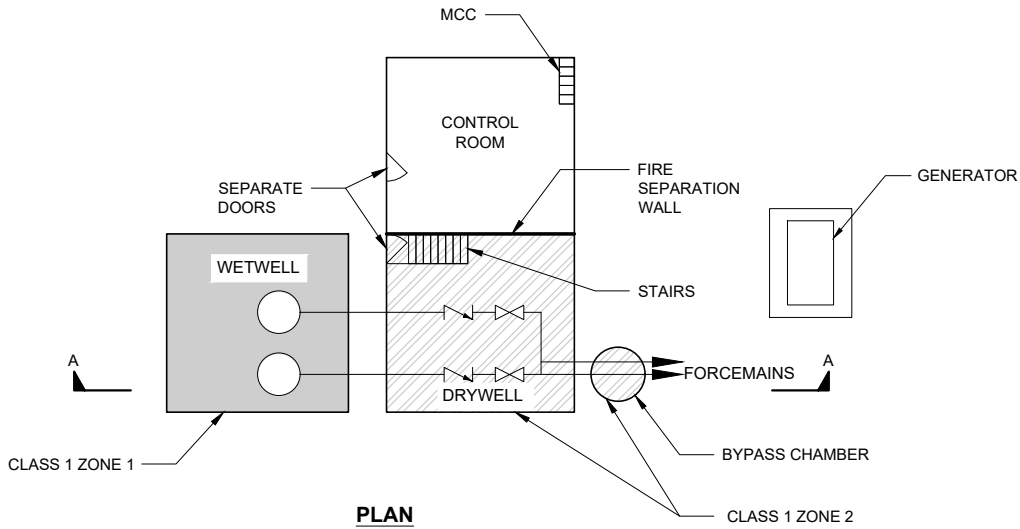 MCC
CONTROL
ROOM
FIRE
SEPARATION
WALL
GENERATOR
SEPARATE
DOORS
WETWELL
STAIRS
A
A
FORCEMAINS
DRYWELL
BYPASS CHAMBER
CLASS 1 ZONE 1
CLASS 1 ZONE 2
PLAN